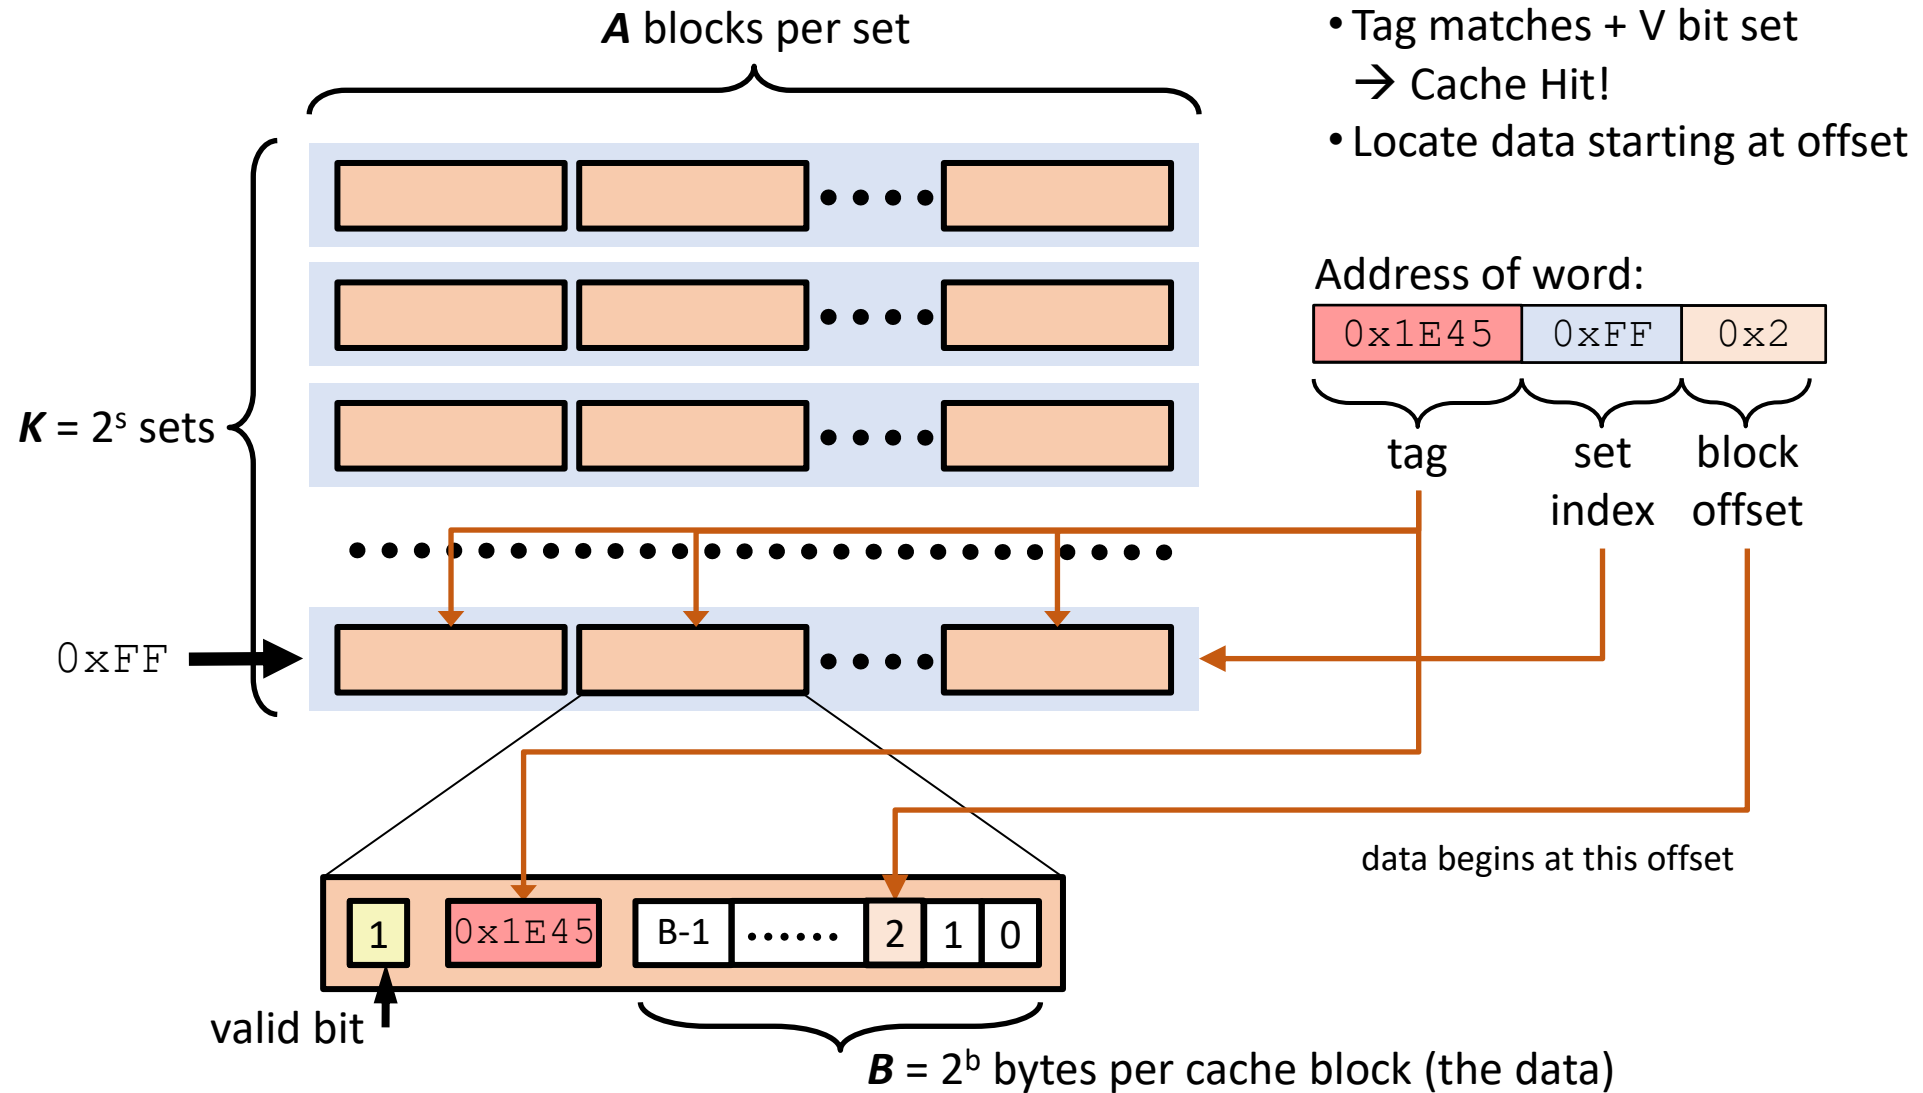 A blocks per set
• Tag matches + V bit set
→ Cache Hit!
• Locate data starting at offset
Address of word:
0x1E45 0xFF 0x2
K = 2ˢ sets
tag
set index
block offset
0xFF
data begins at this offset
1 0x1E45 B-1 ...... 2 1 0
valid bit
B = 2ᵇ bytes per cache block (the data)